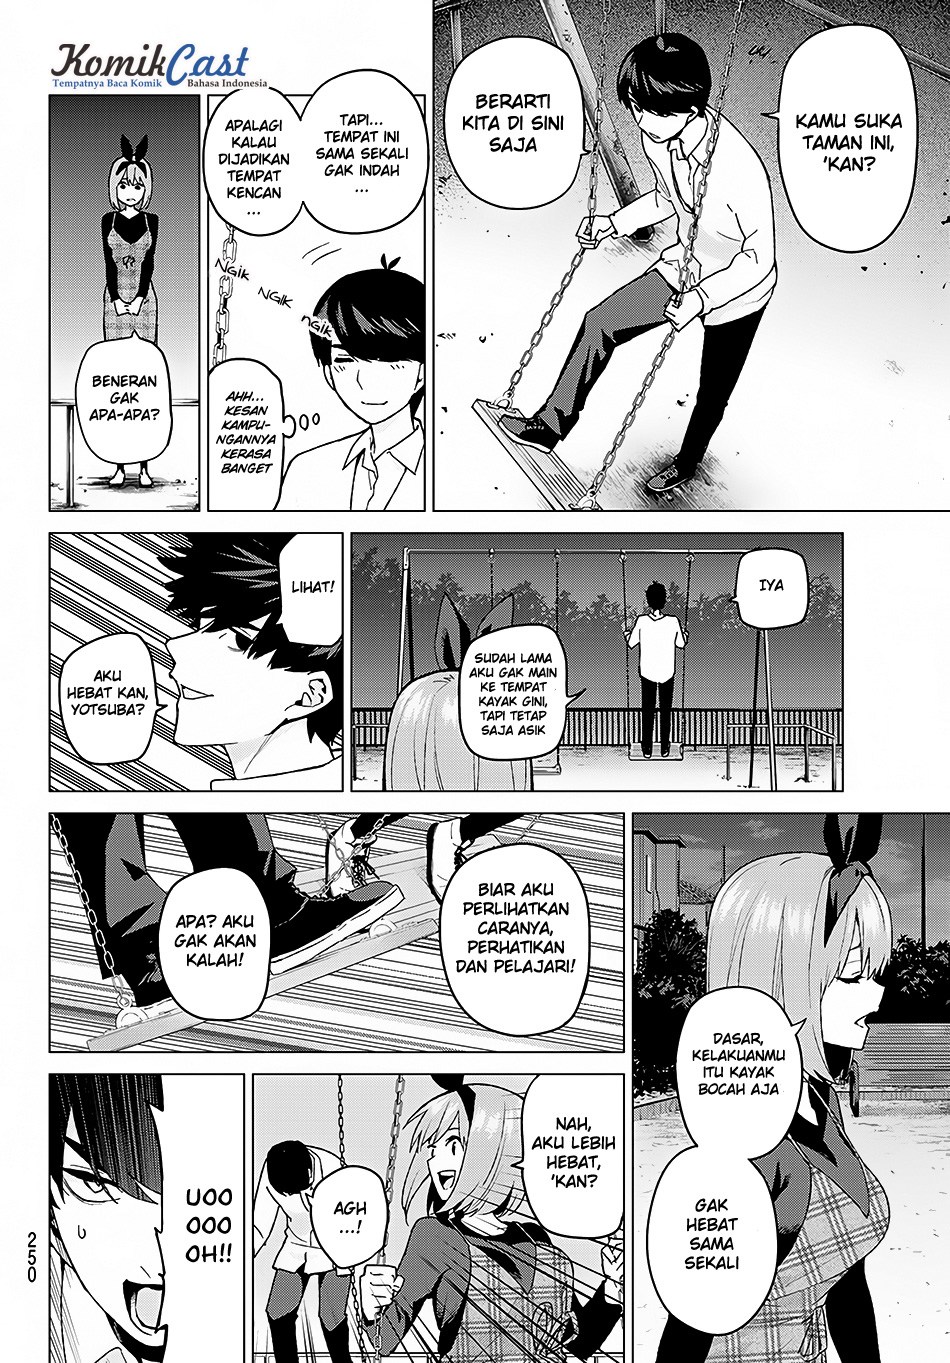 KomikCast
Tempatnya Baca Komik Bahasa Indonesia
KAMU SUKA
TAMAN INI,
'KAN?
BERARTI
KITA DI SINI
SAJA
TAPI...
TEMPAT INI
SAMA SEKALI
GAK INDAH
...
APALAGI
KALAU
DIJADIKAN
TEMPAT
KENCAN
...
NGIK
NGIK
NGIK
AHH...
KESAN
KAMPU-
NGANNYA
KERASA
BANGET
BENERAN
GAK
APA-APA?
IYA
SUDAH LAMA
AKU GAK MAIN
KE TEMPAT
KAYAK GINI,
TAPI TETAP
SAJA ASIK
LIHAT!
AKU
HEBAT KAN,
YOTSUBA?
DASAR,
KELAKUANMU
ITU KAYAK
BOCAH AJA
GAK
HEBAT
SAMA
SEKALI
BIAR AKU
PERLIHATKAN
CARANYA,
PERHATIKAN
DAN PELAJARI!
APA? AKU
GAK AKAN
KALAH!
NAH,
AKU LEBIH
HEBAT,
'KAN?
AGH
...!
UOO
OOO
OH!!
250